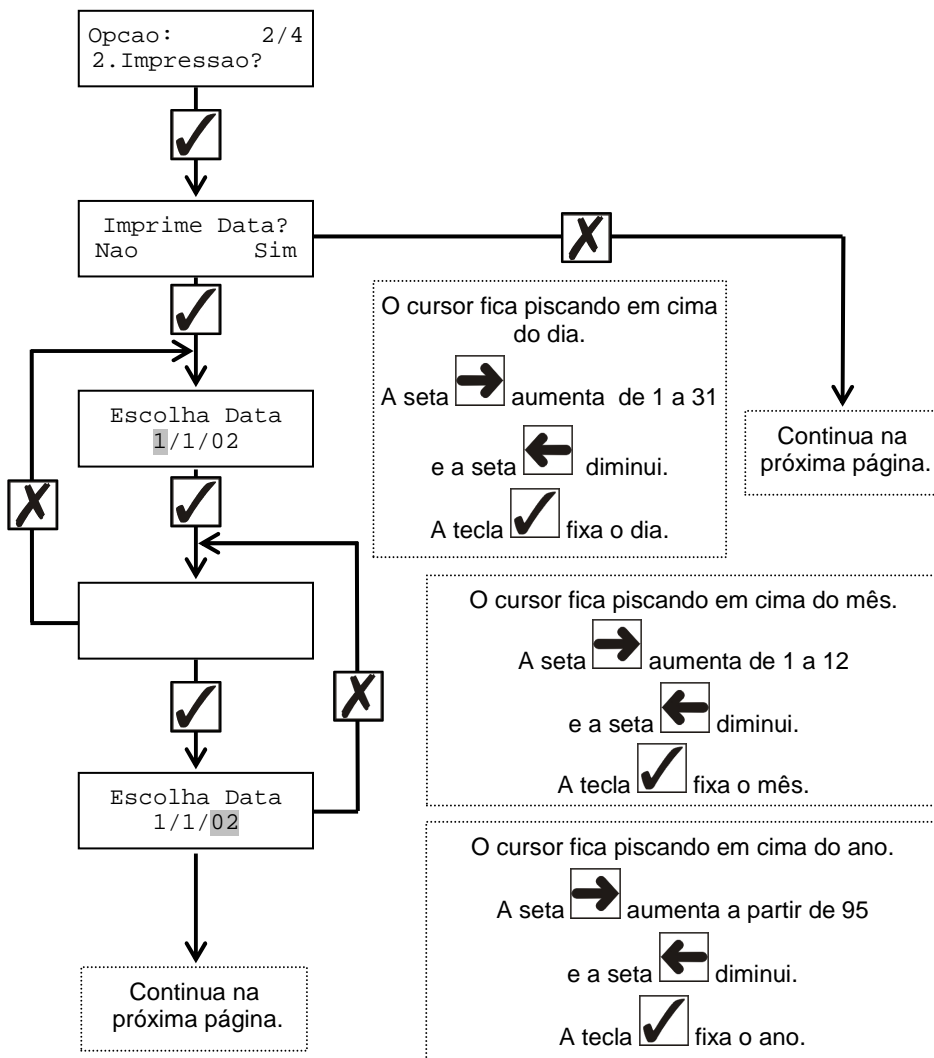 Opcao: 2/4
2.Impressao?
Imprime Data?
Nao Sim
O cursor fica piscando em cima
do dia.
A seta aumenta de 1 a 31
e a seta diminui.
A tecla fixa o dia.
Continua na
próxima página.
Escolha Data
1/1/02
O cursor fica piscando em cima do mês.
A seta aumenta de 1 a 12
e a seta diminui.
A tecla fixa o mês.
Escolha Data
1/1/02
O cursor fica piscando em cima do ano.
A seta aumenta a partir de 95
e a seta diminui.
A tecla fixa o ano.
Continua na
próxima página.